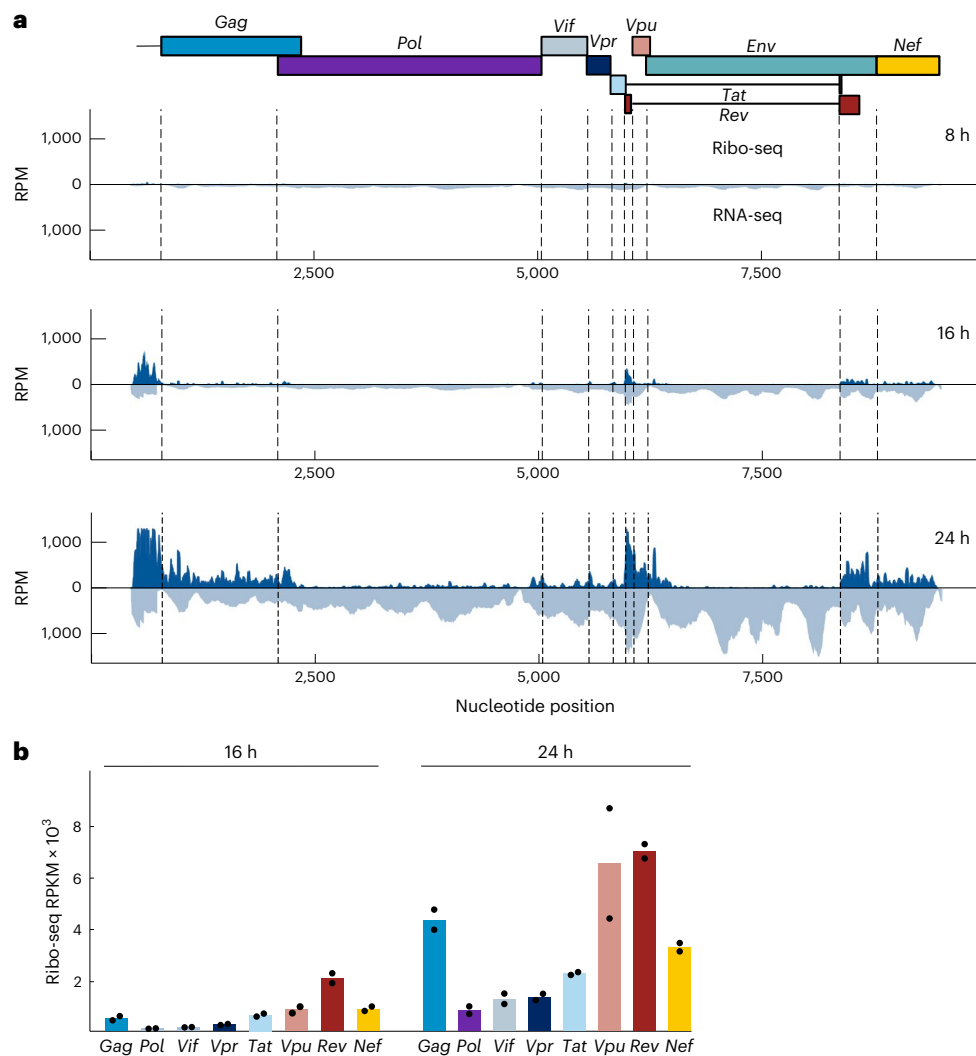 a
Gag
Pol
Vif
Vpr
Vpu
Env
Nef
Tat
Rev
8 h
Ribo-seq
RNA-seq
RPM
1,000
0
1,000
2,500 5,000 7,500
16 h
RPM
1,000
0
1,000
2,500 5,000 7,500
24 h
RPM
1,000
0
1,000
2,500 5,000 7,500
Nucleotide position
b
16 h 24 h
Ribo-seq RPKM × 10³
8
6
4
2
Gag Pol Vif Vpr Tat Vpu Rev Nef Gag Pol Vif Vpr Tat Vpu Rev Nef